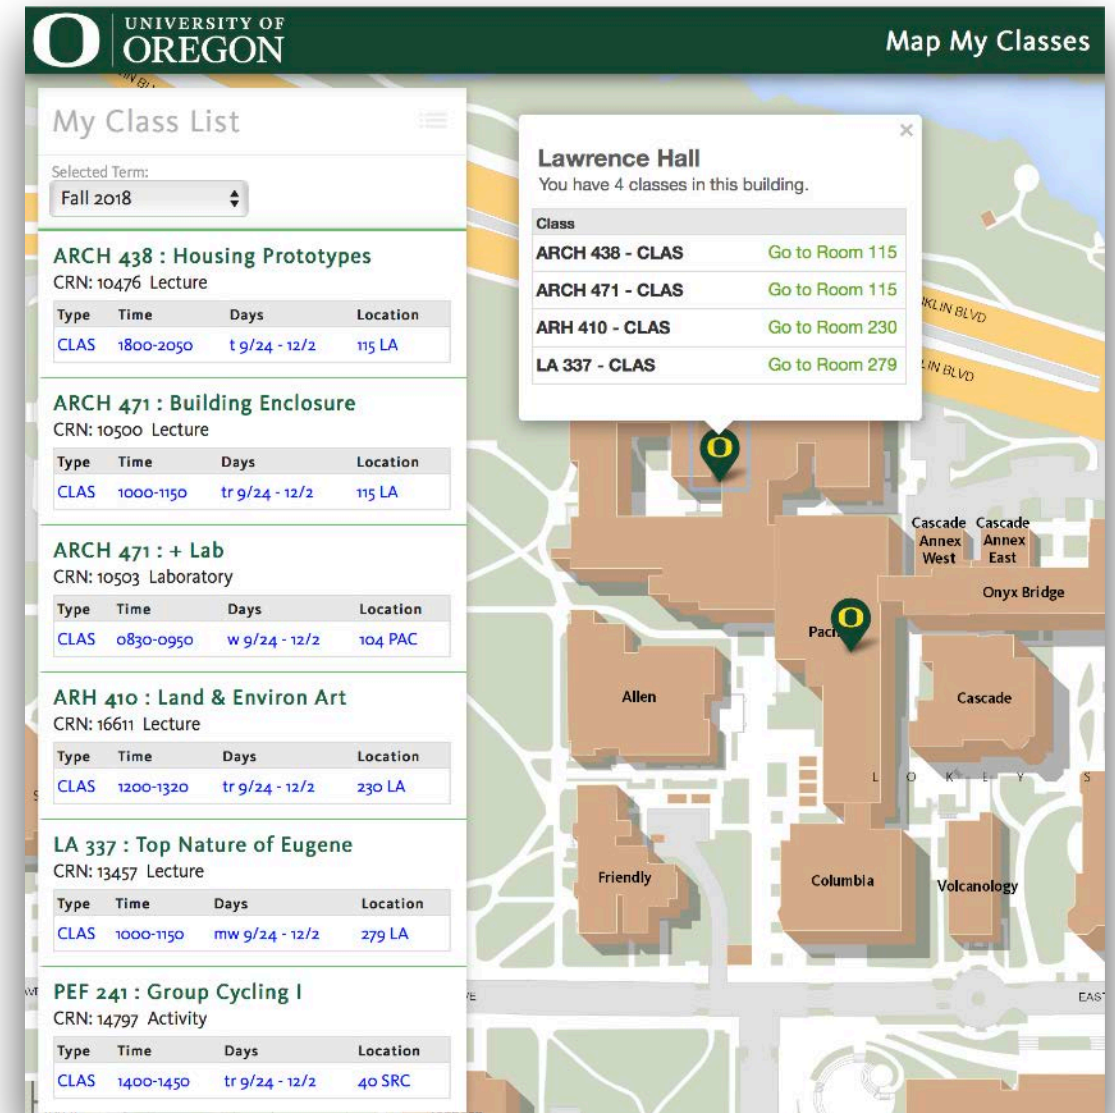 UNIVERSITY OF
OREGON
Map My Classes
My Class List
Selected Term:
Fall 2018
ARCH 438 : Housing Prototypes
CRN: 10476 Lecture
Type Time Days Location
CLAS 1800-2050 t 9/24 - 12/2 115 LA
ARCH 471 : Building Enclosure
CRN: 10500 Lecture
Type Time Days Location
CLAS 1000-1150 tr 9/24 - 12/2 115 LA
ARCH 471 : + Lab
CRN: 10503 Laboratory
Type Time Days Location
CLAS 0830-0950 w 9/24 - 12/2 104 PAC
ARH 410 : Land & Environ Art
CRN: 16611 Lecture
Type Time Days Location
CLAS 1200-1320 tr 9/24 - 12/2 230 LA
LA 337 : Top Nature of Eugene
CRN: 13457 Lecture
Type Time Days Location
CLAS 1000-1150 mw 9/24 - 12/2 279 LA
PEF 241 : Group Cycling I
CRN: 14797 Activity
Type Time Days Location
CLAS 1400-1450 tr 9/24 - 12/2 40 SRC
×
Lawrence Hall
You have 4 classes in this building.
Class
ARCH 438 - CLAS Go to Room 115
ARCH 471 - CLAS Go to Room 115
ARH 410 - CLAS Go to Room 230
LA 337 - CLAS Go to Room 279
KLIN BLVD
LIN BLVD
O
Cascade
Annex
West
Cascade
Annex
East
Onyx Bridge
O
Allen
Cascade
L O K E Y S
Friendly
Columbia
Volcanology
EAST